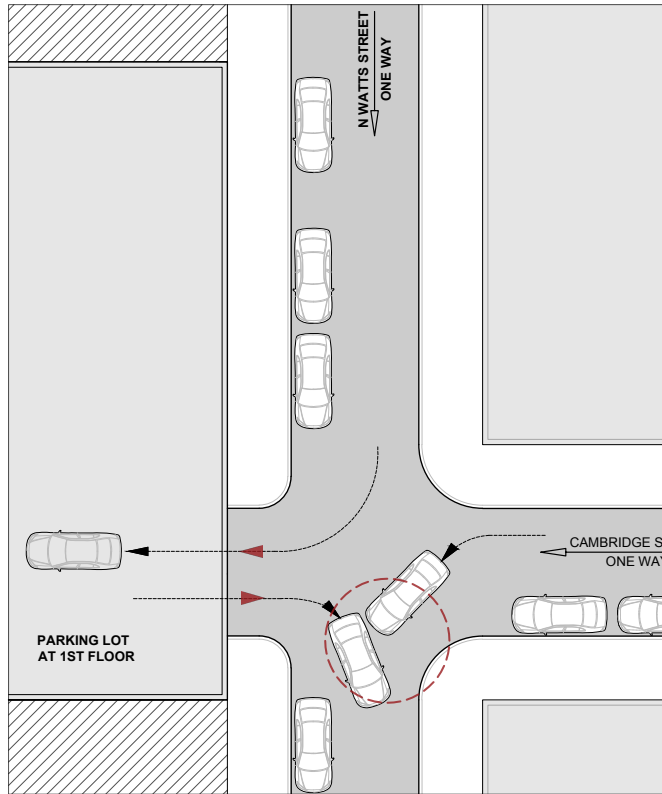 N WATTS STREET
ONE WAY
CAMBRIDGE S
ONE WAY
PARKING LOT
AT 1ST FLOOR